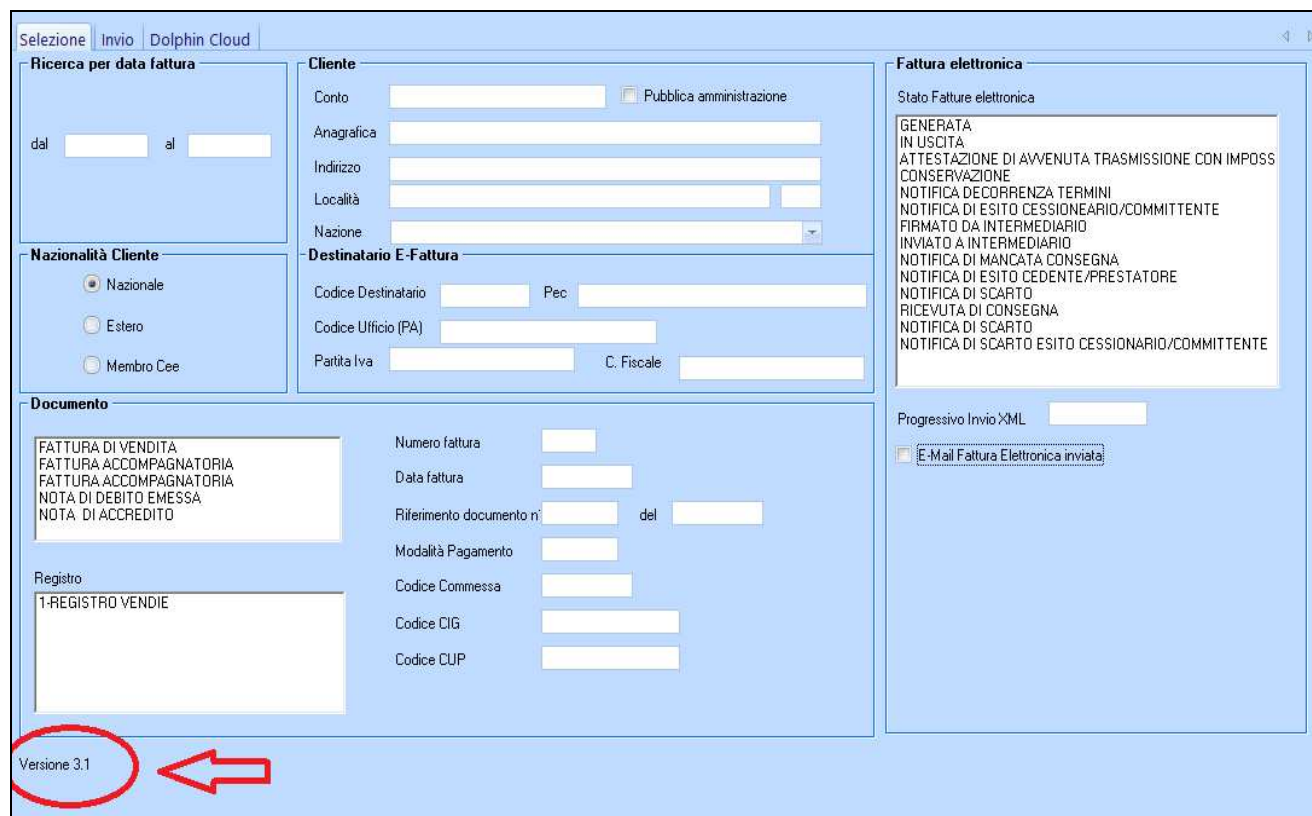 Selezione Invio Dolphin Cloud
Ricerca per data fattura
dal al
Cliente
Conto Pubblica amministrazione
Anagrafica
Indirizzo
Località
Nazione
Nazionalità Cliente
Nazionale
Estero
Membro Cee
Destinatario E-Fattura
Codice Destinatario Pec
Codice Ufficio (PA)
Partita Iva C. Fiscale
Fattura elettronica
Stato Fatture elettronica
GENERATA
IN USCITA
ATTESTAZIONE DI AVVENUTA TRASMISSIONE CON IMPOSS
CONSERVAZIONE
NOTIFICA DECORRENZA TERMINI
NOTIFICA DI ESITO CESSIONEARIO/COMMITTENTE
FIRMATO DA INTERMEDIARIO
INVIATO A INTERMEDIARIO
NOTIFICA DI MANCATA CONSEGNA
NOTIFICA DI ESITO CEDENTE/PRESTATORE
NOTIFICA DI SCARTO
RICEVUTA DI CONSEGNA
NOTIFICA DI SCARTO
NOTIFICA DI SCARTO ESITO CESSIONARIO/COMMITTENTE
Progressivo Invio XML
E-Mail Fattura Elettronica inviata
Documento
FATTURA DI VENDITA
FATTURA ACCOMPAGNATORIA
FATTURA ACCOMPAGNATORIA
NOTA DI DEBITO EMESSA
NOTA DI ACCREDITO
Registro
1-REGISTRO VENDIE
Numero fattura
Data fattura
Riferimento documento n° del
Modalità Pagamento
Codice Commessa
Codice CIG
Codice CUP
Versione 3.1